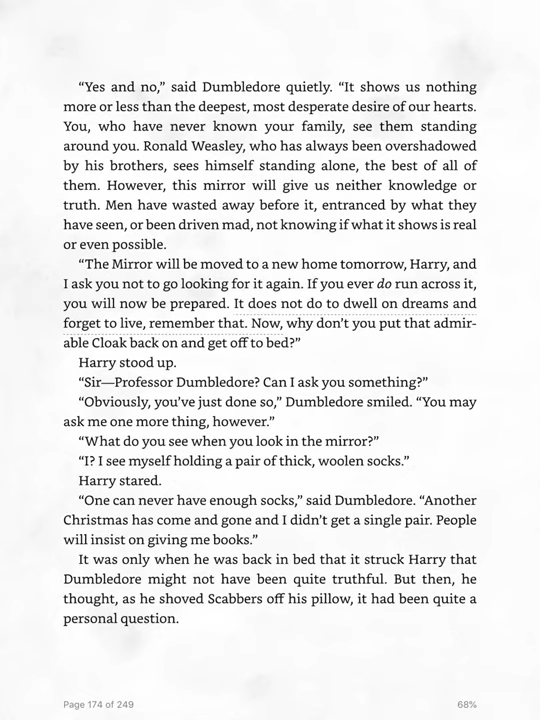 “Yes and no,” said Dumbledore quietly. “It shows us nothing
more or less than the deepest, most desperate desire of our hearts.
You, who have never known your family, see them standing
around you. Ronald Weasley, who has always been overshadowed
by his brothers, sees himself standing alone, the best of all of
them. However, this mirror will give us neither knowledge or
truth. Men have wasted away before it, entranced by what they
have seen, or been driven mad, not knowing if what it shows is real
or even possible.
“The Mirror will be moved to a new home tomorrow, Harry, and
I ask you not to go looking for it again. If you ever do run across it,
you will now be prepared. It does not do to dwell on dreams and
forget to live, remember that. Now, why don’t you put that admir-
able Cloak back on and get off to bed?”
Harry stood up.
“Sir—Professor Dumbledore? Can I ask you something?”
“Obviously, you’ve just done so,” Dumbledore smiled. “You may
ask me one more thing, however.”
“What do you see when you look in the mirror?”
“I? I see myself holding a pair of thick, woolen socks.”
Harry stared.
“One can never have enough socks,” said Dumbledore. “Another
Christmas has come and gone and I didn’t get a single pair. People
will insist on giving me books.”
It was only when he was back in bed that it struck Harry that
Dumbledore might not have been quite truthful. But then, he
thought, as he shoved Scabbers off his pillow, it had been quite a
personal question.
Page 174 of 249
68%